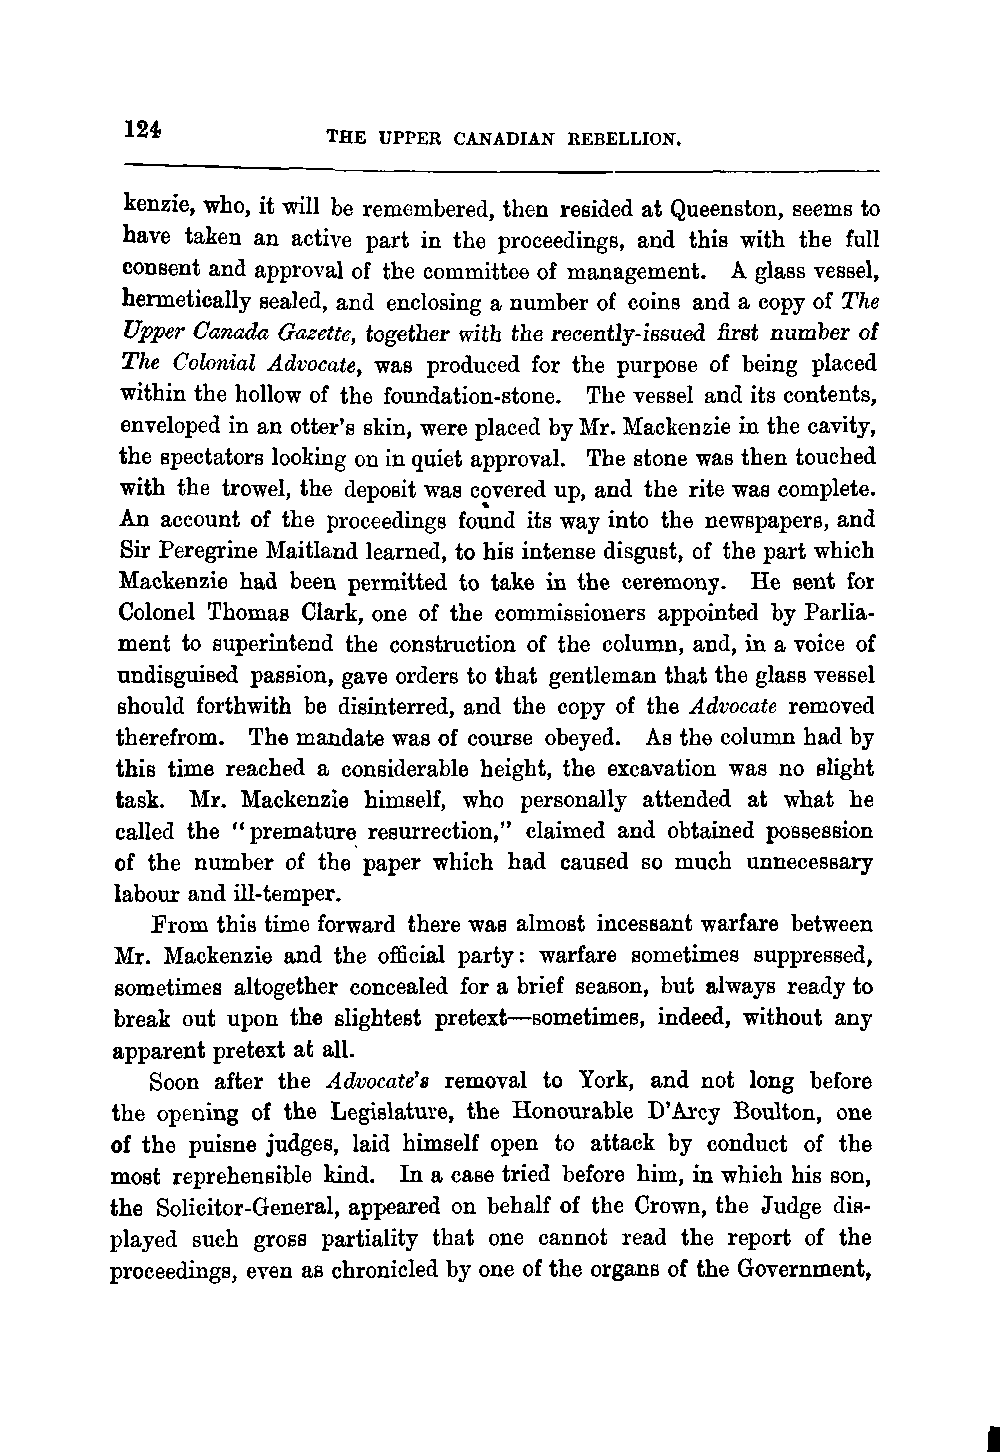 124
THE UPPER CANADIAN REBELLION.
kenzie, who, it will be remembered, then resided at Queenston, seems to
have taken an active part in the proceedings, and this with the full
consent and approval of the committee of management. A glass vessel,
hermetically sealed, and enclosing a number of coins and a copy of The
Upper Canada Gazette, together with the recently-issued first number of
The Colonial Advocate, was produced for the purpose of being placed
within the hollow of the foundation-stone. The vessel and its contents,
enveloped in an otter's skin, were placed by Mr. Mackenzie in the cavity,
the spectators looking on in quiet approval. The stone was then touched
with the trowel, the deposit was covered up, and the rite was complete.
An account of the proceedings found its way into the newspapers, and
Sir Peregrine Maitland learned, to his intense disgust, of the part which
Mackenzie had been permitted to take in the ceremony. He sent for
Colonel Thomas Clark, one of the commissioners appointed by Parlia-
ment to superintend the construction of the column, and, in a voice of
undisguised passion, gave orders to that gentleman that the glass vessel
should forthwith be disinterred, and the copy of the Advocate removed
therefrom. The mandate was of course obeyed. As the column had by
this time reached a considerable height, the excavation was no slight
task. Mr. Mackenzie himself, who personally attended at what he
called the "premature resurrection," claimed and obtained possession
of the number of the paper which had caused so much unnecessary
labour and ill-temper.
From this time forward there was almost incessant warfare between
Mr. Mackenzie and the official party: warfare sometimes suppressed,
sometimes altogether concealed for a brief season, but always ready to
break out upon the slightest pretext—sometimes, indeed, without any
apparent pretext at all.
Soon after the Advocate's removal to York, and not long before
the opening of the Legislature, the Honourable D'Arcy Boulton, one
of the puisne judges, laid himself open to attack by conduct of the
most reprehensible kind. In a case tried before him, in which his son,
the Solicitor-General, appeared on behalf of the Crown, the Judge dis-
played such gross partiality that one cannot read the report of the
proceedings, even as chronicled by one of the organs of the Government,